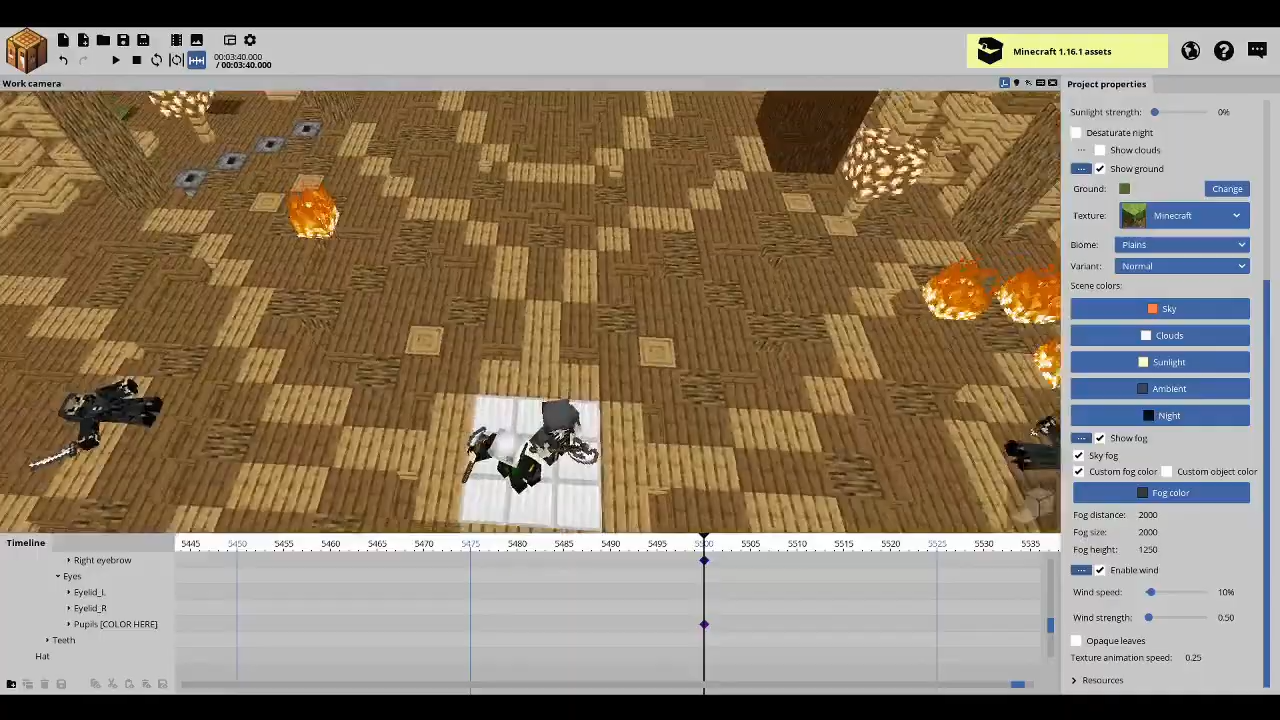 00:03:40.000
/ 00:03:40.000
Minecraft 1.16.1 assets
Work camera
Project properties
Sunlight strength: 0%
Desaturate night
Show clouds
Show ground
Ground: Change
Texture: Minecraft
Biome: Plains
Variant: Normal
Scene colors:
Sky
Clouds
Sunlight
Ambient
Night
Show fog
Sky fog
Custom fog color Custom object color
Fog color
Fog distance: 2000
Fog size: 2000
Fog height: 1250
Enable wind
Wind speed: 10%
Wind strength: 0.50
Opaque leaves
Texture animation speed: 0.25
Resources
Timeline
5445 5450 5455 5460 5465 5470 5475 5480 5485 5490 5495 5500 5505 5510 5515 5520 5525 5530 5535
Right eyebrow
Eyes
Eyelid_L
Eyelid_R
Pupils [COLOR HERE]
Teeth
Hat